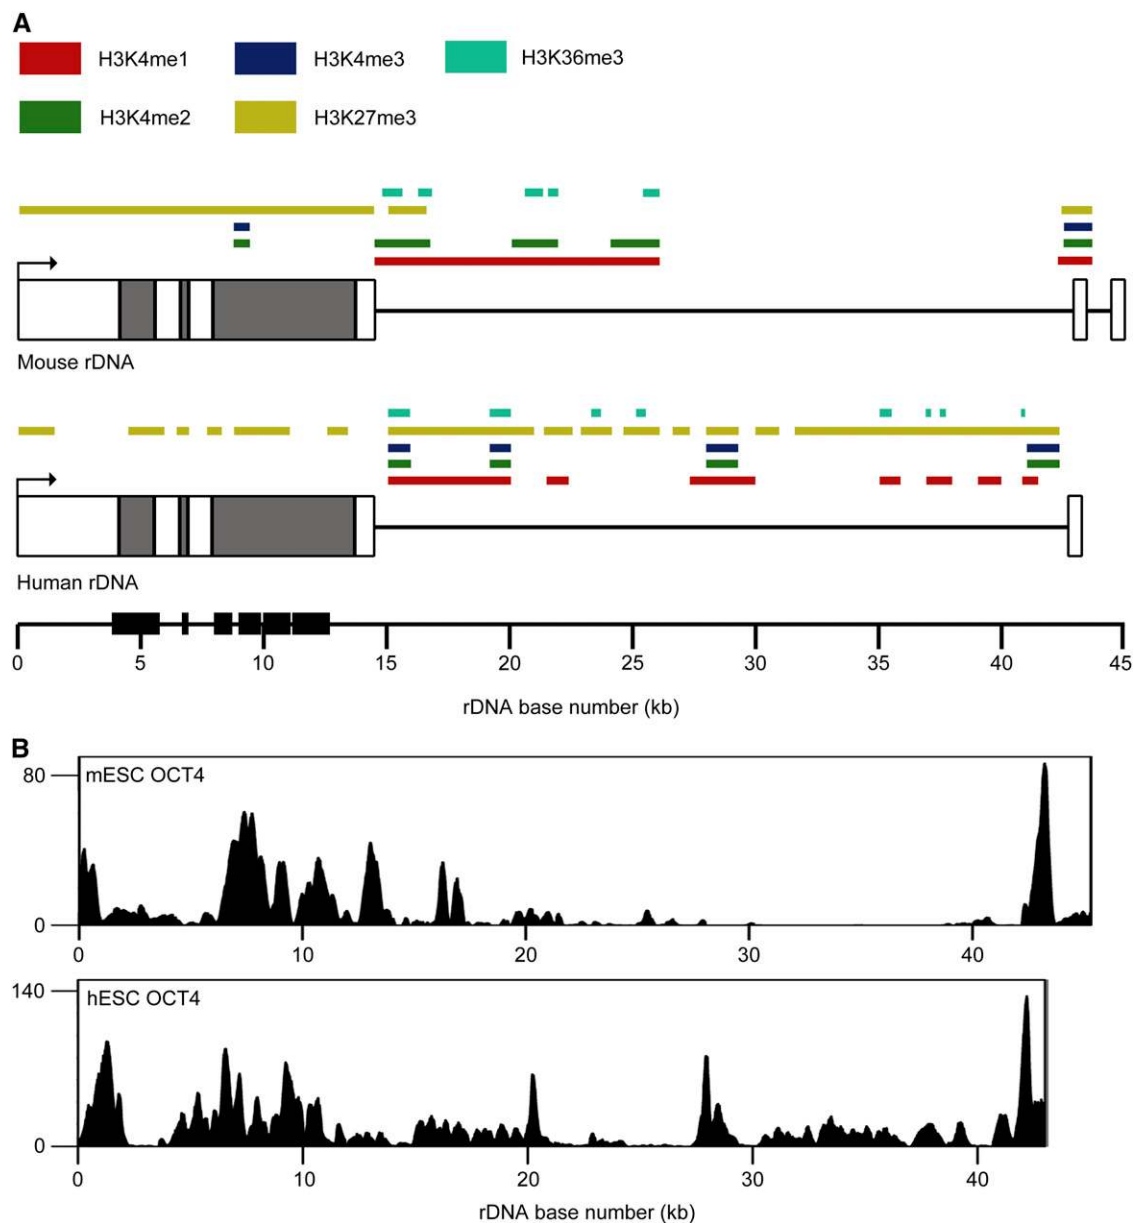 A
H3K4me1 H3K4me3 H3K36me3
H3K4me2 H3K27me3
Mouse rDNA
Human rDNA
0 5 10 15 20 25 30 35 40 45
rDNA base number (kb)
B
80
mESC OCT4
0
0 10 20 30 40
140
hESC OCT4
0
0 10 20 30 40
rDNA base number (kb)